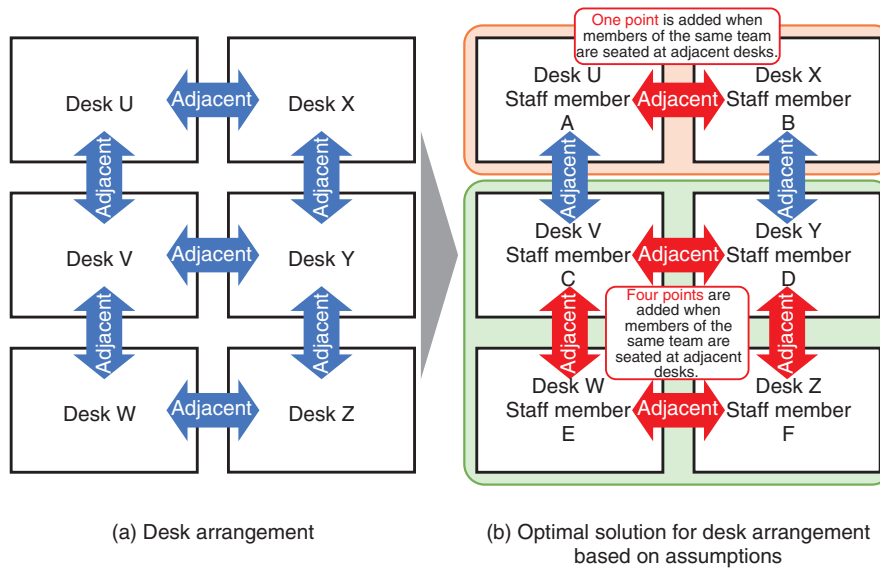 Desk U
Adjacent
Desk X
Adjacent
Adjacent
Desk V
Adjacent
Desk Y
Adjacent
Adjacent
Desk W
Adjacent
Desk Z
(a) Desk arrangement
One point is added when
members of the same team
are seated at adjacent desks.
Desk U
Staff member
A
Adjacent
Desk X
Staff member
B
Adjacent
Adjacent
Desk V
Staff member
C
Adjacent
Desk Y
Staff member
D
Adjacent
Four points are
added when
members of the
same team are
seated at adjacent
desks.
Adjacent
Desk W
Staff member
E
Adjacent
Desk Z
Staff member
F
(b) Optimal solution for desk arrangement
based on assumptions